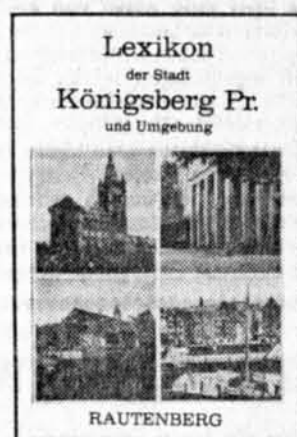 Lexikon
der Stadt
Königsberg Pr.
und Umgebung
RAUTENBERG